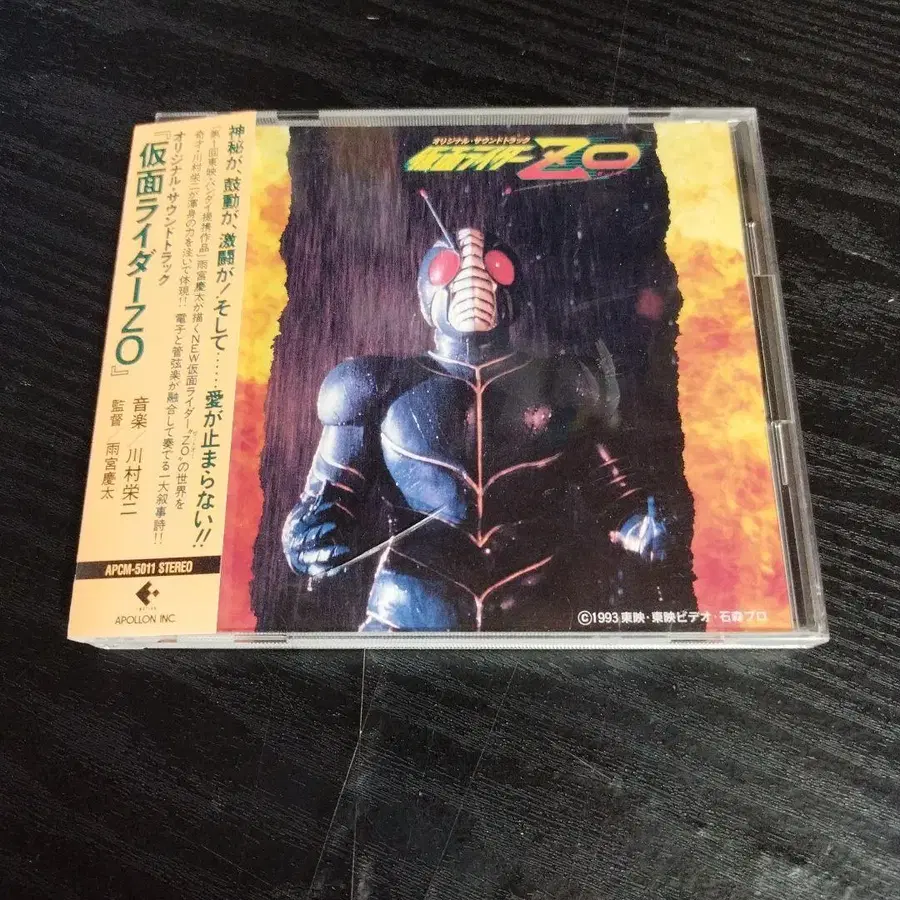 神秘が、鼓動が、激闘が!そして……愛が止まらない!!
「第1回東映・バンダイ提携作品」雨宮慶太が描くNEW仮面ライダー"ZO"の世界を
奇才・川村栄二が渾身の力を注いで体現!! 電子と管弦楽が融合して奏でる一大叙事詩!!
オリジナル・サウンドトラック
『仮面ライダーZO』
音楽/川村栄二
監督/雨宮慶太
APCM-5011 STEREO
APOLLON INC.
オリジナル・サウンドトラック
仮面ライダーZO
©1993 東映・東映ビデオ・石森プロ